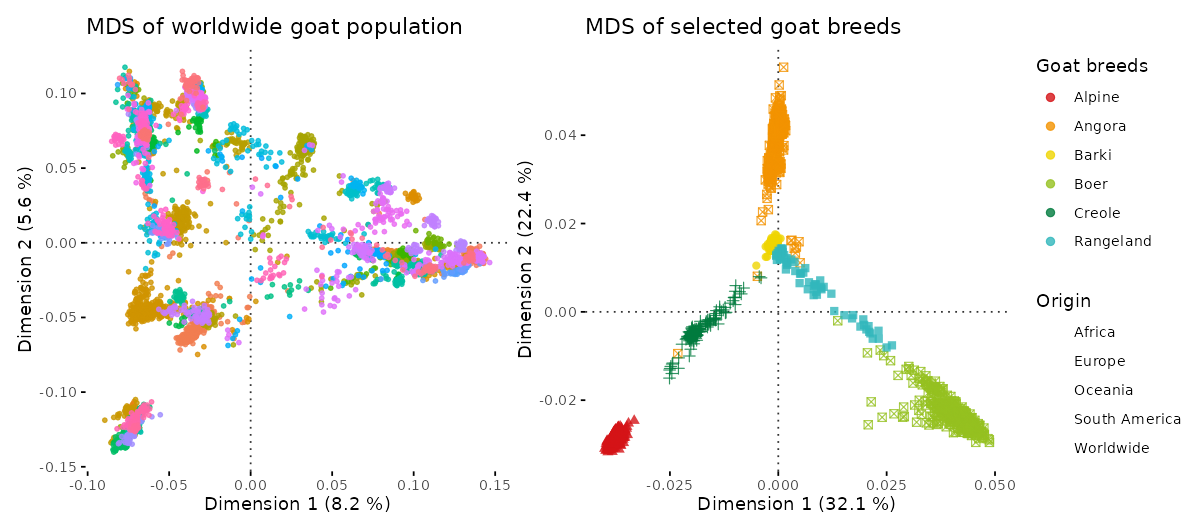 MDS of worldwide goat population
Dimension 2 (5.6 %)
0.10
0.05
0.00
-0.05
-0.10
-0.15
-0.10
-0.05
0.00
0.05
0.10
0.15
Dimension 1 (8.2 %)
MDS of selected goat breeds
Dimension 2 (22.4 %)
0.04
0.02
0.00
-0.02
-0.025
0.000
0.025
0.050
Dimension 1 (32.1 %)
Goat breeds
Alpine
Angora
Barki
Boer
Creole
Rangeland
Origin
Africa
Europe
Oceania
South America
Worldwide